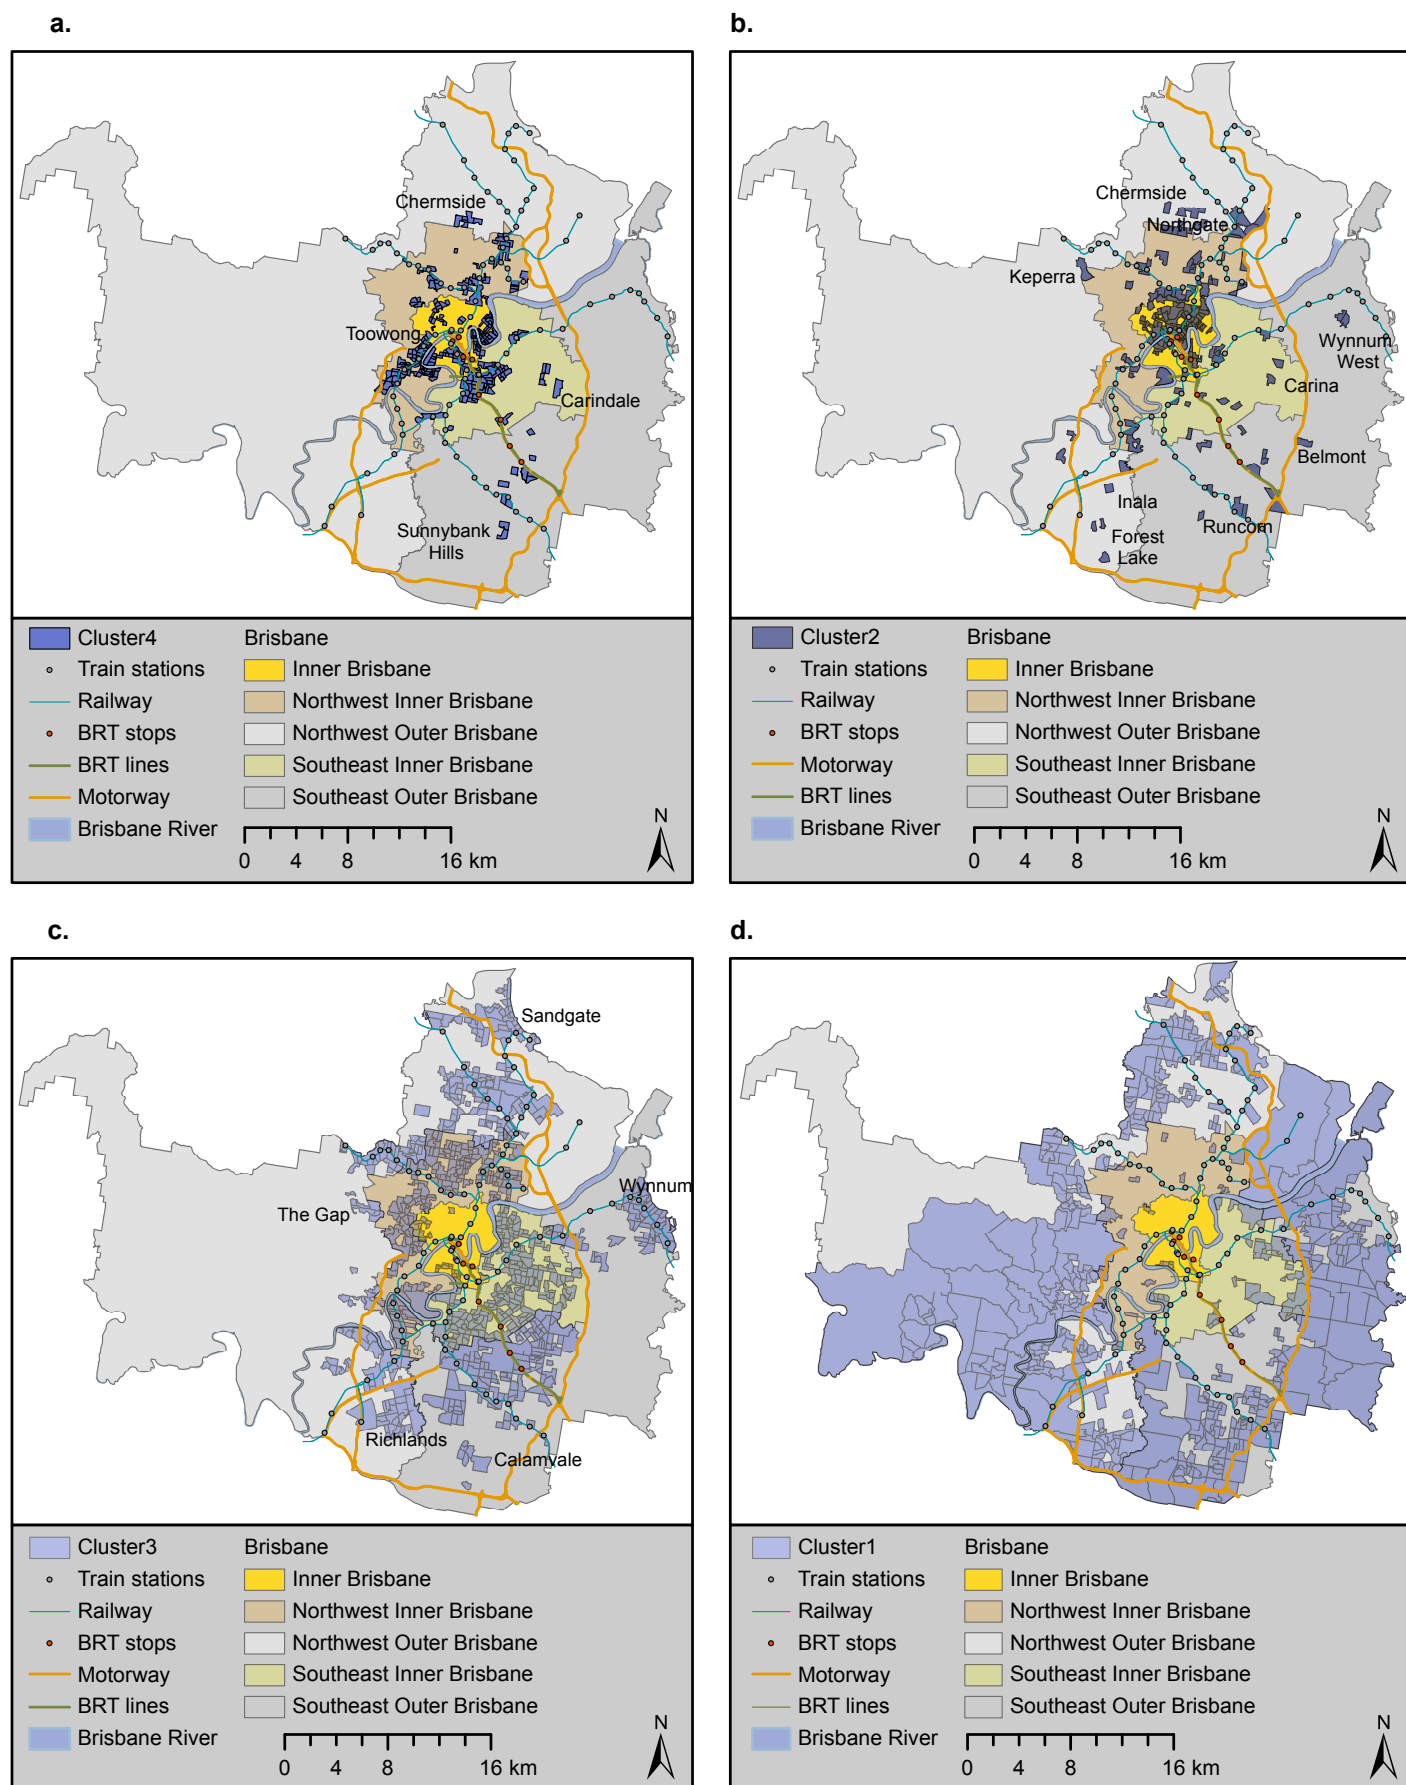 a.
Chermside
Toowong
Carindale
Sunnybank
Hills
Cluster4
Train stations
Railway
BRT stops
BRT lines
Motorway
Brisbane River
Brisbane
Inner Brisbane
Northwest Inner Brisbane
Northwest Outer Brisbane
Southeast Inner Brisbane
Southeast Outer Brisbane
0 4 8 16 km
N
b.
Chermside
Northgate
Keperra
Wynnum
West
Carina
Belmont
Inala
Runcorn
Forest
Lake
Cluster2
Train stations
Railway
BRT stops
Motorway
BRT lines
Brisbane River
Brisbane
Inner Brisbane
Northwest Inner Brisbane
Northwest Outer Brisbane
Southeast Inner Brisbane
Southeast Outer Brisbane
0 4 8 16 km
N
c.
Sandgate
Wynnum
The Gap
Richlands
Calamvale
Cluster3
Train stations
Railway
BRT stops
Motorway
BRT lines
Brisbane River
Brisbane
Inner Brisbane
Northwest Inner Brisbane
Northwest Outer Brisbane
Southeast Inner Brisbane
Southeast Outer Brisbane
0 4 8 16 km
N
d.
Cluster1
Train stations
Railway
BRT stops
Motorway
BRT lines
Brisbane River
Brisbane
Inner Brisbane
Northwest Inner Brisbane
Northwest Outer Brisbane
Southeast Inner Brisbane
Southeast Outer Brisbane
0 4 8 16 km
N